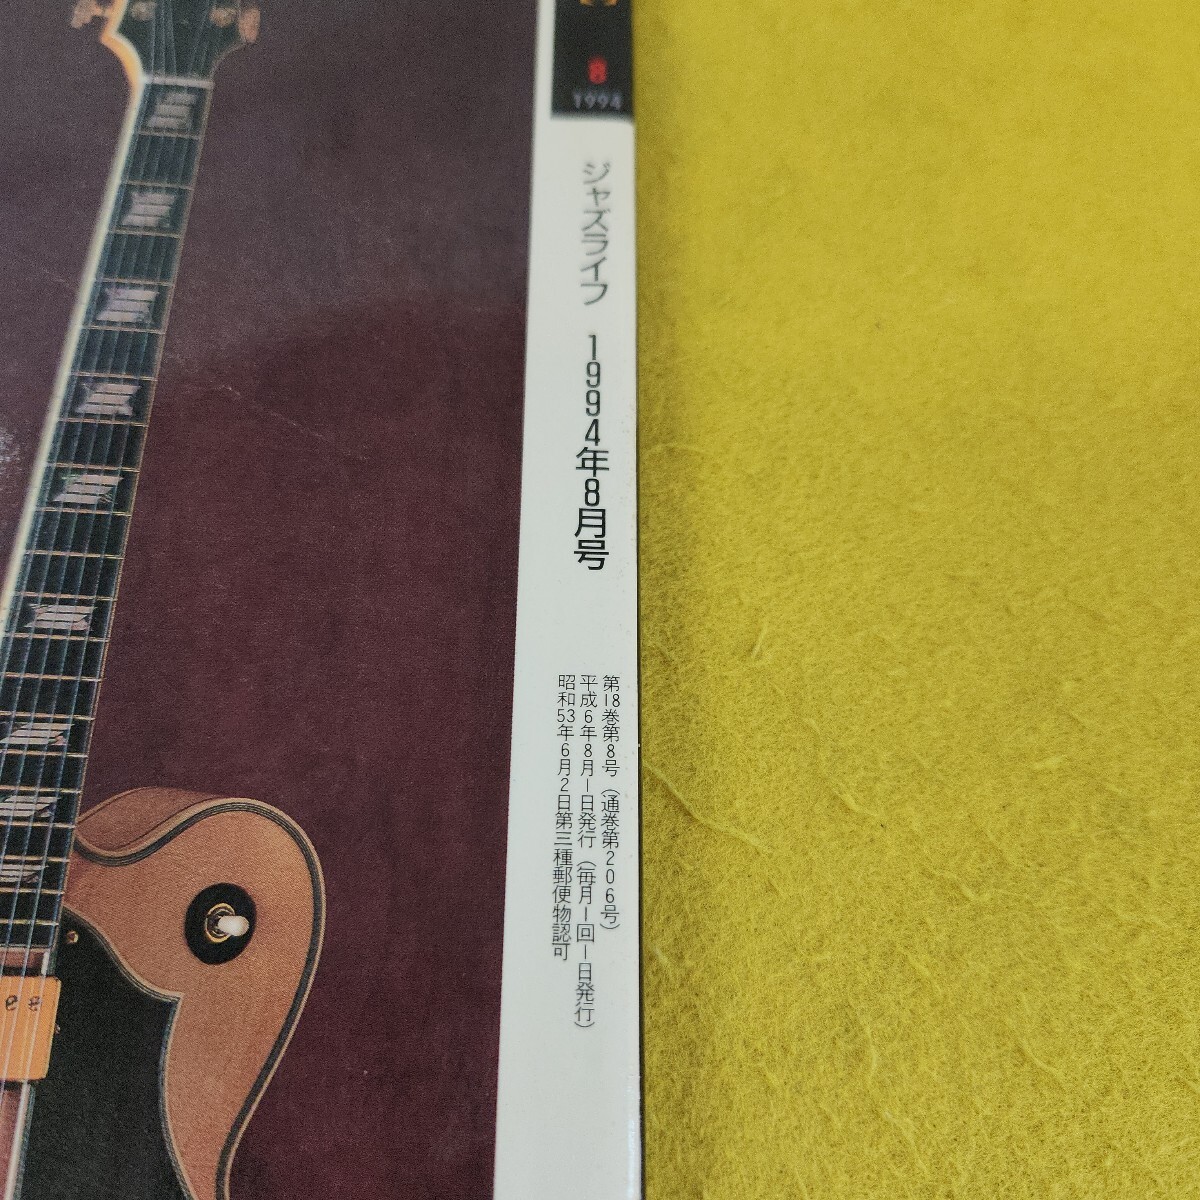 8
1994
ジャズライフ 1994年8月号
第18巻第8号（通巻第206号）
平成6年8月1日発行（毎月1回1日発行）
昭和53年6月2日第三種郵便物認可